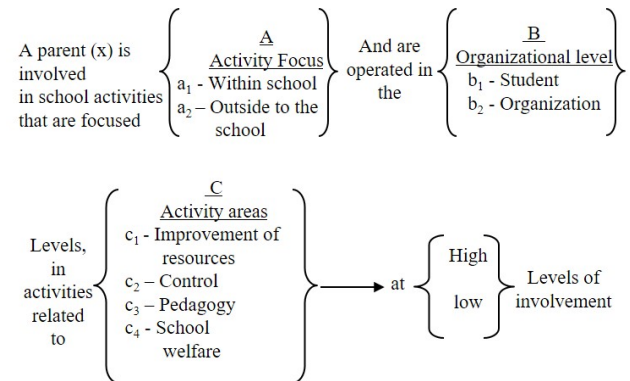 A parent (x) is
involved
in school activities
that are focused
A
Activity Focus
a1 - Within school
a2 – Outside to the
school
And are
operated in
the
B
Organizational level
b1 - Student
b2 - Organization
Levels,
in
activities
related
to
C
Activity areas
c1 - Improvement of
resources
c2 – Control
c3 – Pedagogy
c4 - School
welfare
at
High
low
Levels of
involvement